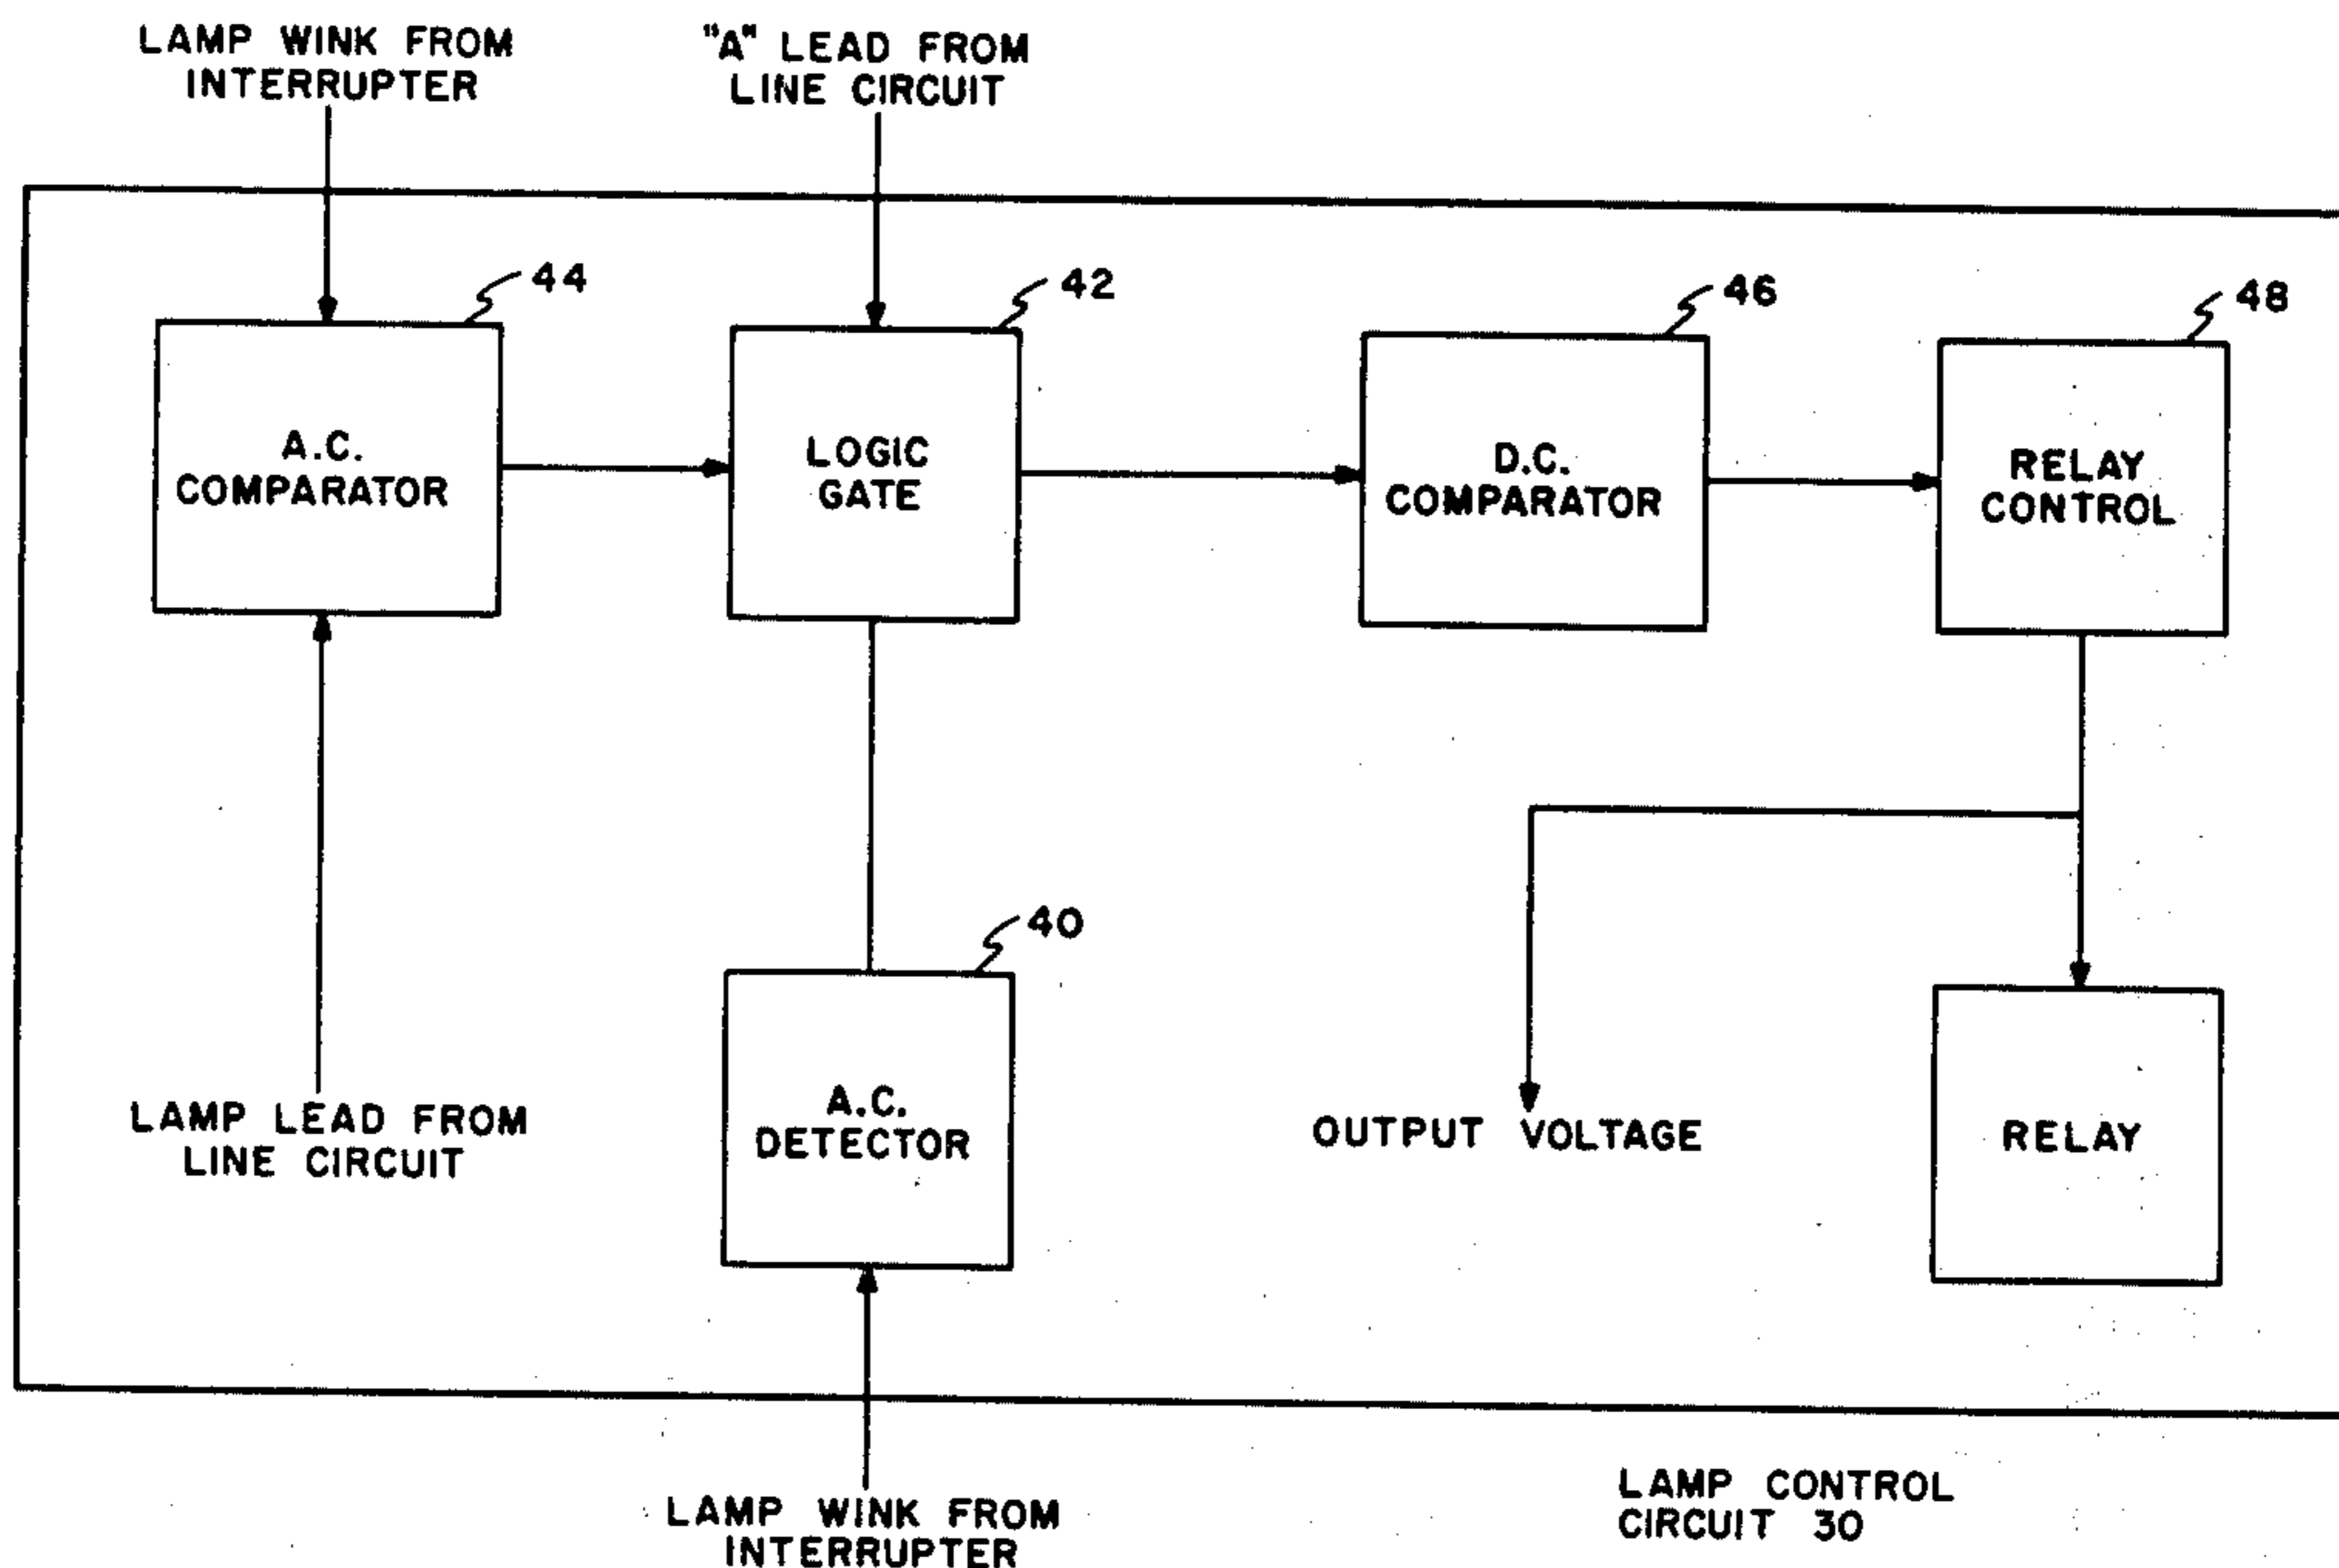 LAMP WINK FROM
INTERRUPTER
"A" LEAD FROM
LINE CIRCUIT
44
42
46
48
A.C.
COMPARATOR
LOGIC
GATE
D.C.
COMPARATOR
RELAY
CONTROL
40
LAMP LEAD FROM
LINE CIRCUIT
A.C.
DETECTOR
OUTPUT VOLTAGE
RELAY
LAMP WINK FROM
INTERRUPTER
LAMP CONTROL
CIRCUIT 30